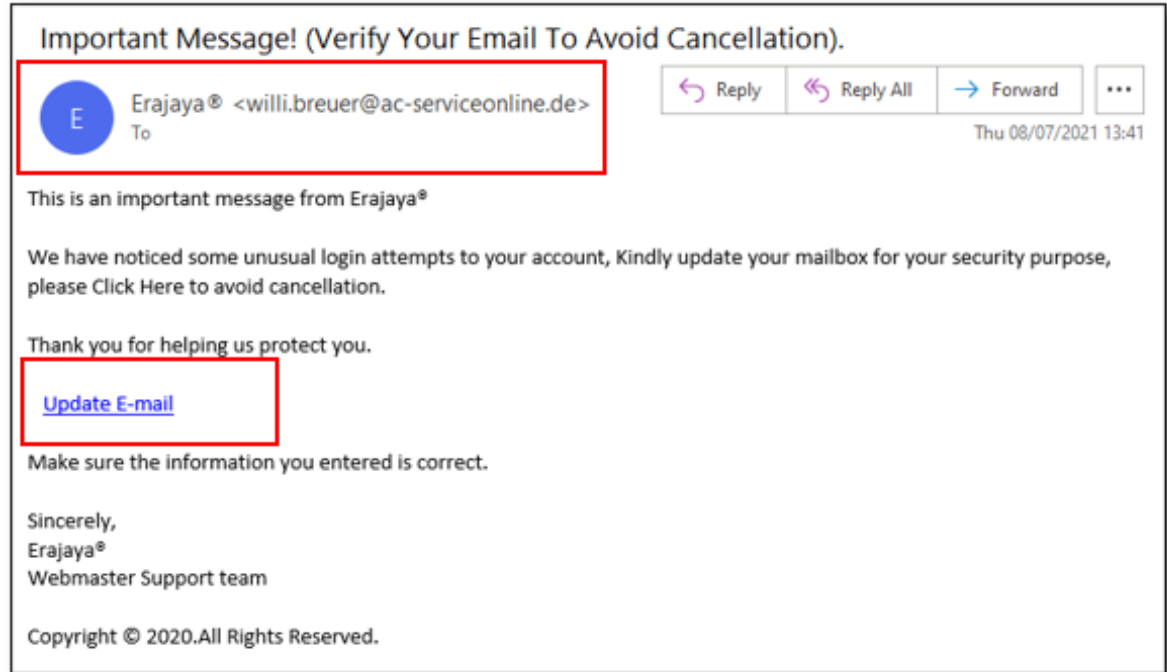 Important Message! (Verify Your Email To Avoid Cancellation).
E
Erajaya® <willi.breuer@ac-serviceonline.de>
To
Reply
Reply All
Forward
...
Thu 08/07/2021 13:41
This is an important message from Erajaya®
We have noticed some unusual login attempts to your account, Kindly update your mailbox for your security purpose,
please Click Here to avoid cancellation.
Thank you for helping us protect you.
Update E-mail
Make sure the information you entered is correct.
Sincerely,
Erajaya®
Webmaster Support team
Copyright © 2020.All Rights Reserved.